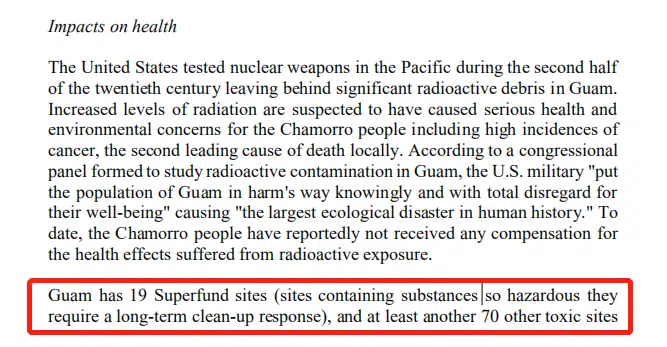 Impacts on health
The United States tested nuclear weapons in the Pacific during the second half
of the twentieth century leaving behind significant radioactive debris in Guam.
Increased levels of radiation are suspected to have caused serious health and
environmental concerns for the Chamorro people including high incidences of
cancer, the second leading cause of death locally. According to a congressional
panel formed to study radioactive contamination in Guam, the U.S. military "put
the population of Guam in harm's way knowingly and with total disregard for
their well-being" causing "the largest ecological disaster in human history." To
date, the Chamorro people have reportedly not received any compensation for
the health effects suffered from radioactive exposure.
Guam has 19 Superfund sites (sites containing substances so hazardous they
require a long-term clean-up response), and at least another 70 other toxic sites